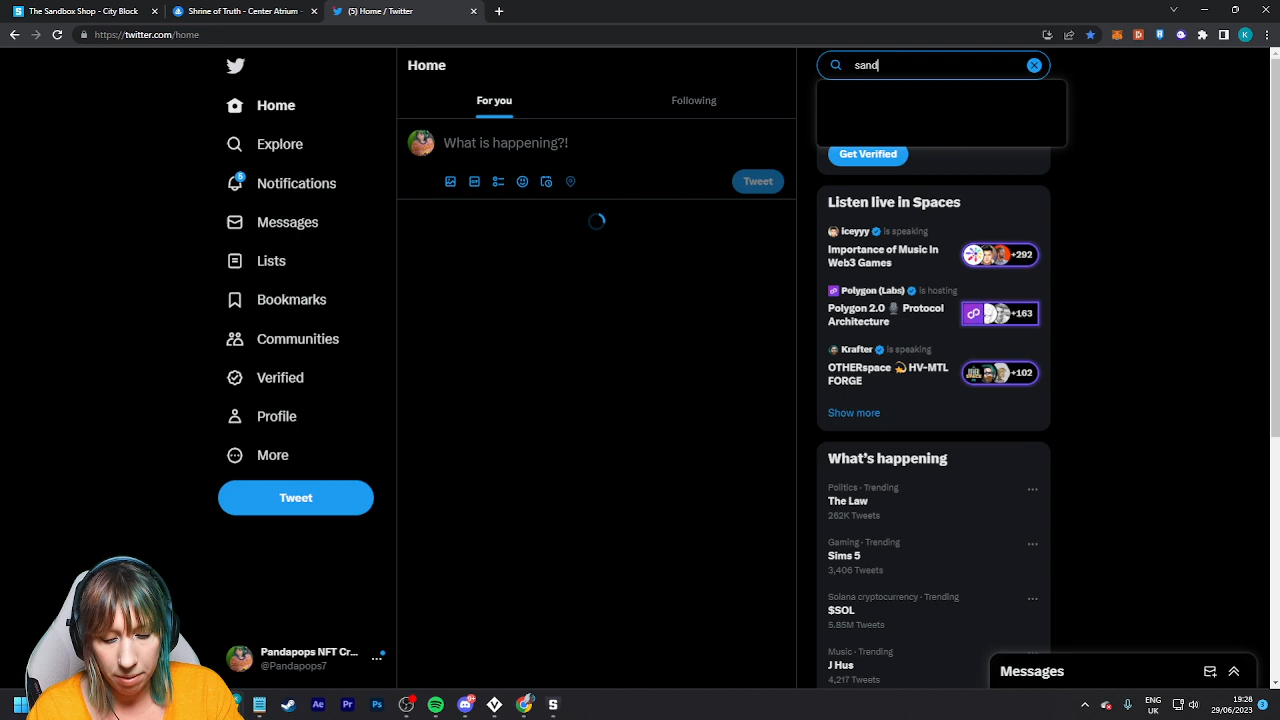 The Sandbox Shop - City Block
Shrine of Truth - Center Atrium -
(5) Home / Twitter
https://twitter.com/home
K
Home
For you
Following
What is happening?!
Tweet
Home
Explore
5
Notifications
Messages
Lists
Bookmarks
Communities
Verified
Profile
More
Tweet
Pandapops NFT Cr...
@Pandapops7
sand
Get Verified
Listen live in Spaces
iceyyy is speaking
Importance of Music In
Web3 Games
+292
Polygon (Labs) is hosting
Polygon 2.0 🎙️ Protocol
Architecture
+163
Krafter is speaking
OTHERspace 💫 HV-MTL
FORGE
+102
Show more
What's happening
Politics · Trending
The Law
262K Tweets
Gaming · Trending
Sims 5
3,406 Tweets
Solana cryptocurrency · Trending
$SOL
5.85M Tweets
Music · Trending
J Hus
4,217 Tweets
Messages
Ae
Pr
Ps
ENG
UK
19:28
29/06/2023
3